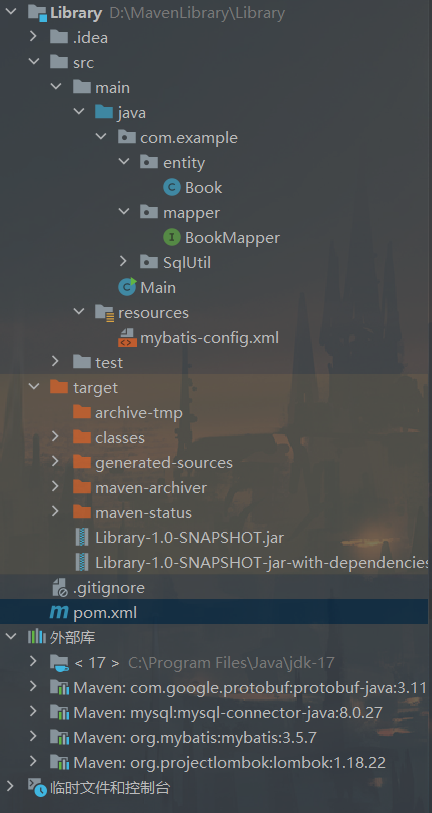 Library D:\MavenLibrary\Library
.idea
src
main
java
com.example
entity
C Book
mapper
I BookMapper
SqlUtil
C Main
resources
mybatis-config.xml
test
target
archive-tmp
classes
generated-sources
maven-archiver
maven-status
Library-1.0-SNAPSHOT.jar
Library-1.0-SNAPSHOT-jar-with-dependencies
.gitignore
m pom.xml
外部库
< 17 > C:\Program Files\Java\jdk-17
Maven: com.google.protobuf:protobuf-java:3.11
Maven: mysql:mysql-connector-java:8.0.27
Maven: org.mybatis:mybatis:3.5.7
Maven: org.projectlombok:lombok:1.18.22
临时文件和控制台